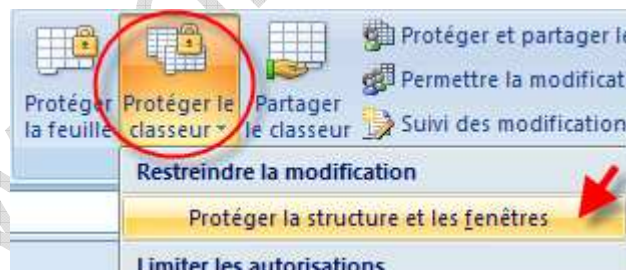 Protéger
la feuille
Protéger le
classeur
Partager
le classeur
Protéger et partager le
Permettre la modificat
Suivi des modification
Restreindre la modification
Protéger la structure et les fenêtres
Limiter les autorisations